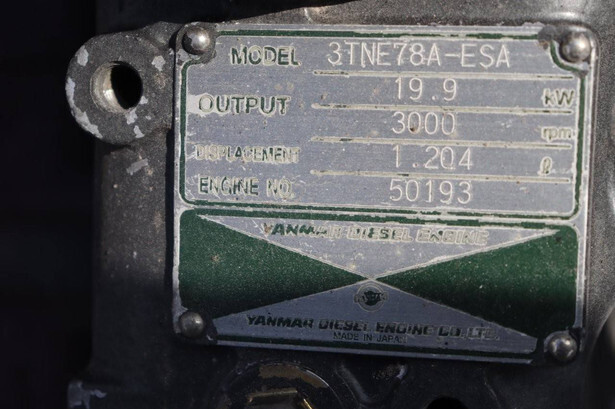 MODEL 3TNE78A-ESA
OUTPUT 19.9 kW
3000 rpm
DISPLACEMENT 1.204 ℓ
ENGINE NO. 50193
YANMAR DIESEL ENGINE
YANMAR DIESEL ENGINE CO. LTD.
MADE IN JAPAN